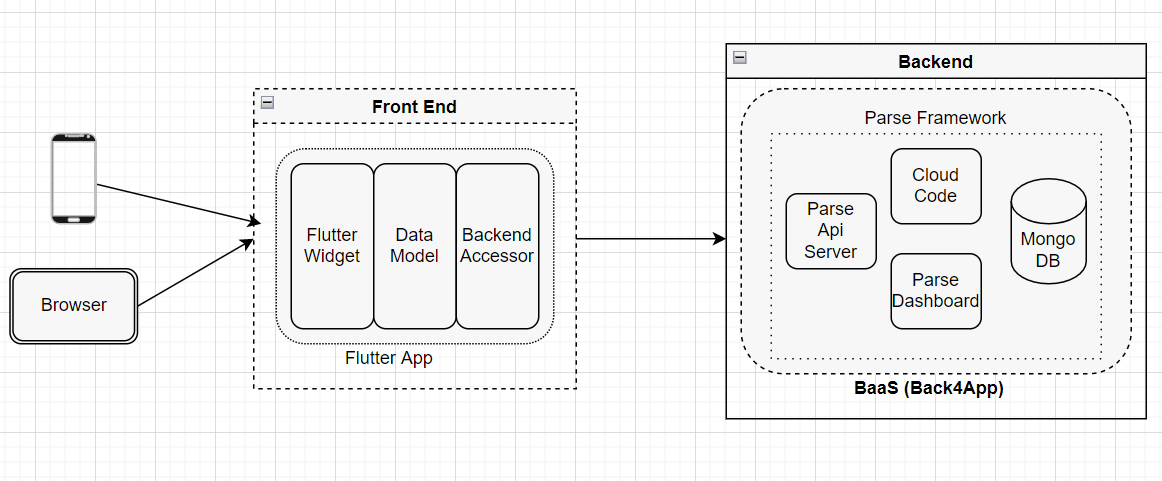 Browser
Front End
Flutter
Widget
Data
Model
Backend
Accessor
Flutter App
Backend
Parse Framework
Parse
Api
Server
Cloud
Code
Parse
Dashboard
Mongo
DB
BaaS (Back4App)